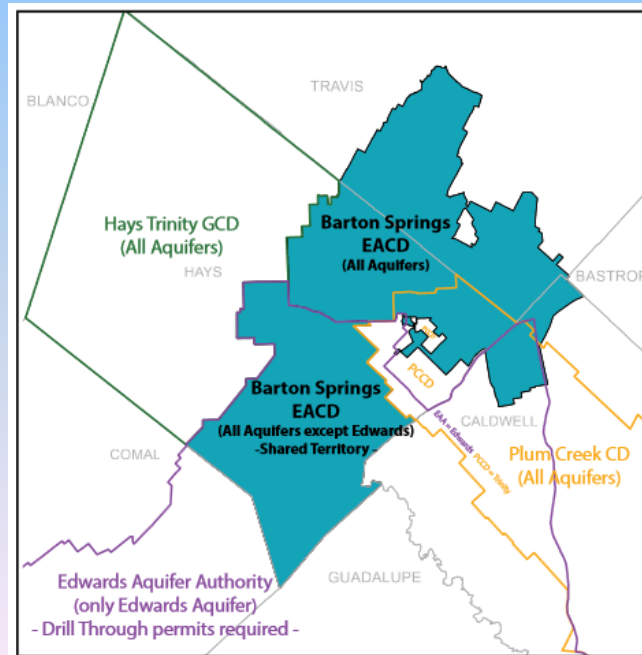 TRAVIS
BLANCO
Hays Trinity GCD
(All Aquifers)
HAYS
Barton Springs
EACD
(All Aquifers)
BASTROP
PCCD
Barton Springs
EACD
(All Aquifers except Edwards)
-Shared Territory -
CALDWELL
EAA = Edwards PCCD = Trinity
Plum Creek CD
(All Aquifers)
COMAL
GUADALUPE
Edwards Aquifer Authority
(only Edwards Aquifer)
- Drill Through permits required -